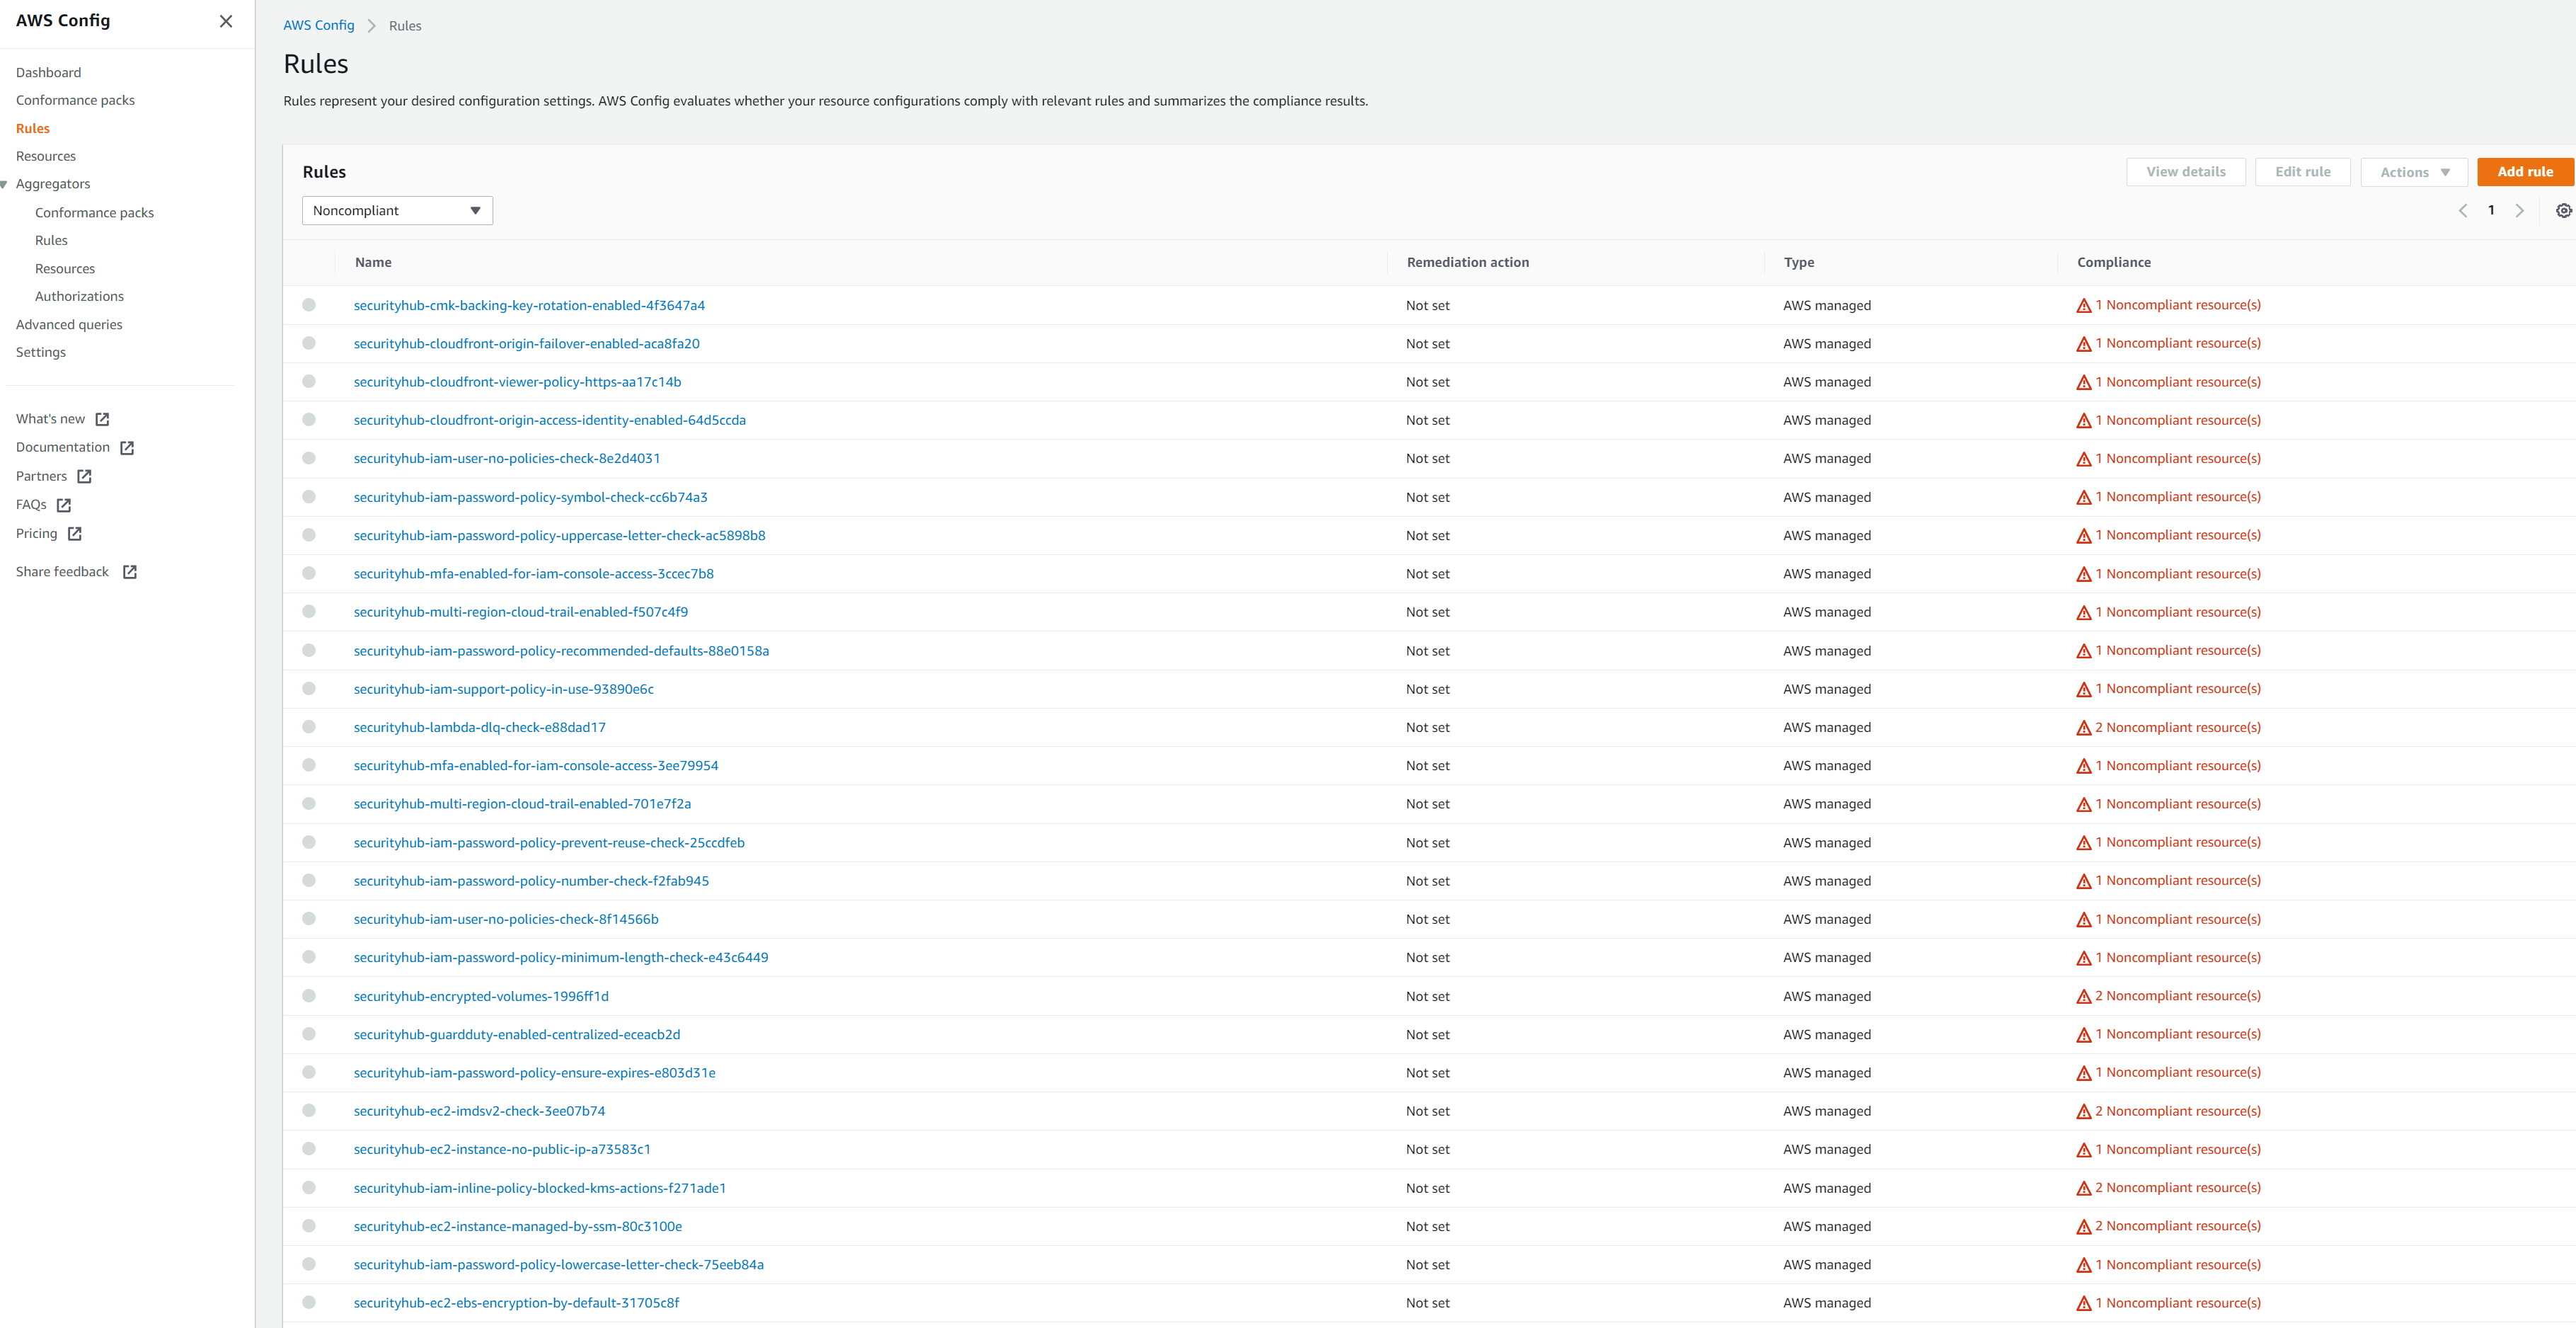 AWS Config
Dashboard
Conformance packs
Rules
Resources
Aggregators
Conformance packs
Rules
Resources
Authorizations
Advanced queries
Settings
What's new
Documentation
Partners
FAQs
Pricing
Share feedback
AWS Config > Rules
Rules
Rules represent your desired configuration settings. AWS Config evaluates whether your resource configurations comply with relevant rules and summarizes the compliance results.
Rules View details Edit rule Actions Add rule
Noncompliant 1
Name Remediation action Type Compliance
securityhub-cmk-backing-key-rotation-enabled-4f3647a4 Not set AWS managed 1 Noncompliant resource(s)
securityhub-cloudfront-origin-failover-enabled-aca8fa20 Not set AWS managed 1 Noncompliant resource(s)
securityhub-cloudfront-viewer-policy-https-aa17c14b Not set AWS managed 1 Noncompliant resource(s)
securityhub-cloudfront-origin-access-identity-enabled-64d5ccda Not set AWS managed 1 Noncompliant resource(s)
securityhub-iam-user-no-policies-check-8e2d4031 Not set AWS managed 1 Noncompliant resource(s)
securityhub-iam-password-policy-symbol-check-cc6b74a3 Not set AWS managed 1 Noncompliant resource(s)
securityhub-iam-password-policy-uppercase-letter-check-ac5898b8 Not set AWS managed 1 Noncompliant resource(s)
securityhub-mfa-enabled-for-iam-console-access-3ccec7b8 Not set AWS managed 1 Noncompliant resource(s)
securityhub-multi-region-cloud-trail-enabled-f507c4f9 Not set AWS managed 1 Noncompliant resource(s)
securityhub-iam-password-policy-recommended-defaults-88e0158a Not set AWS managed 1 Noncompliant resource(s)
securityhub-iam-support-policy-in-use-93890e6c Not set AWS managed 1 Noncompliant resource(s)
securityhub-lambda-dlq-check-e88dad17 Not set AWS managed 2 Noncompliant resource(s)
securityhub-mfa-enabled-for-iam-console-access-3ee79954 Not set AWS managed 1 Noncompliant resource(s)
securityhub-multi-region-cloud-trail-enabled-701e7f2a Not set AWS managed 1 Noncompliant resource(s)
securityhub-iam-password-policy-prevent-reuse-check-25ccdfeb Not set AWS managed 1 Noncompliant resource(s)
securityhub-iam-password-policy-number-check-f2fab945 Not set AWS managed 1 Noncompliant resource(s)
securityhub-iam-user-no-policies-check-8f14566b Not set AWS managed 1 Noncompliant resource(s)
securityhub-iam-password-policy-minimum-length-check-e43c6449 Not set AWS managed 1 Noncompliant resource(s)
securityhub-encrypted-volumes-1996ff1d Not set AWS managed 2 Noncompliant resource(s)
securityhub-guardduty-enabled-centralized-eceacb2d Not set AWS managed 1 Noncompliant resource(s)
securityhub-iam-password-policy-ensure-expires-e803d31e Not set AWS managed 1 Noncompliant resource(s)
securityhub-ec2-imdsv2-check-3ee07b74 Not set AWS managed 2 Noncompliant resource(s)
securityhub-ec2-instance-no-public-ip-a73583c1 Not set AWS managed 1 Noncompliant resource(s)
securityhub-iam-inline-policy-blocked-kms-actions-f271ade1 Not set AWS managed 2 Noncompliant resource(s)
securityhub-ec2-instance-managed-by-ssm-80c3100e Not set AWS managed 2 Noncompliant resource(s)
securityhub-iam-password-policy-lowercase-letter-check-75eeb84a Not set AWS managed 1 Noncompliant resource(s)
securityhub-ec2-ebs-encryption-by-default-31705c8f Not set AWS managed 1 Noncompliant resource(s)